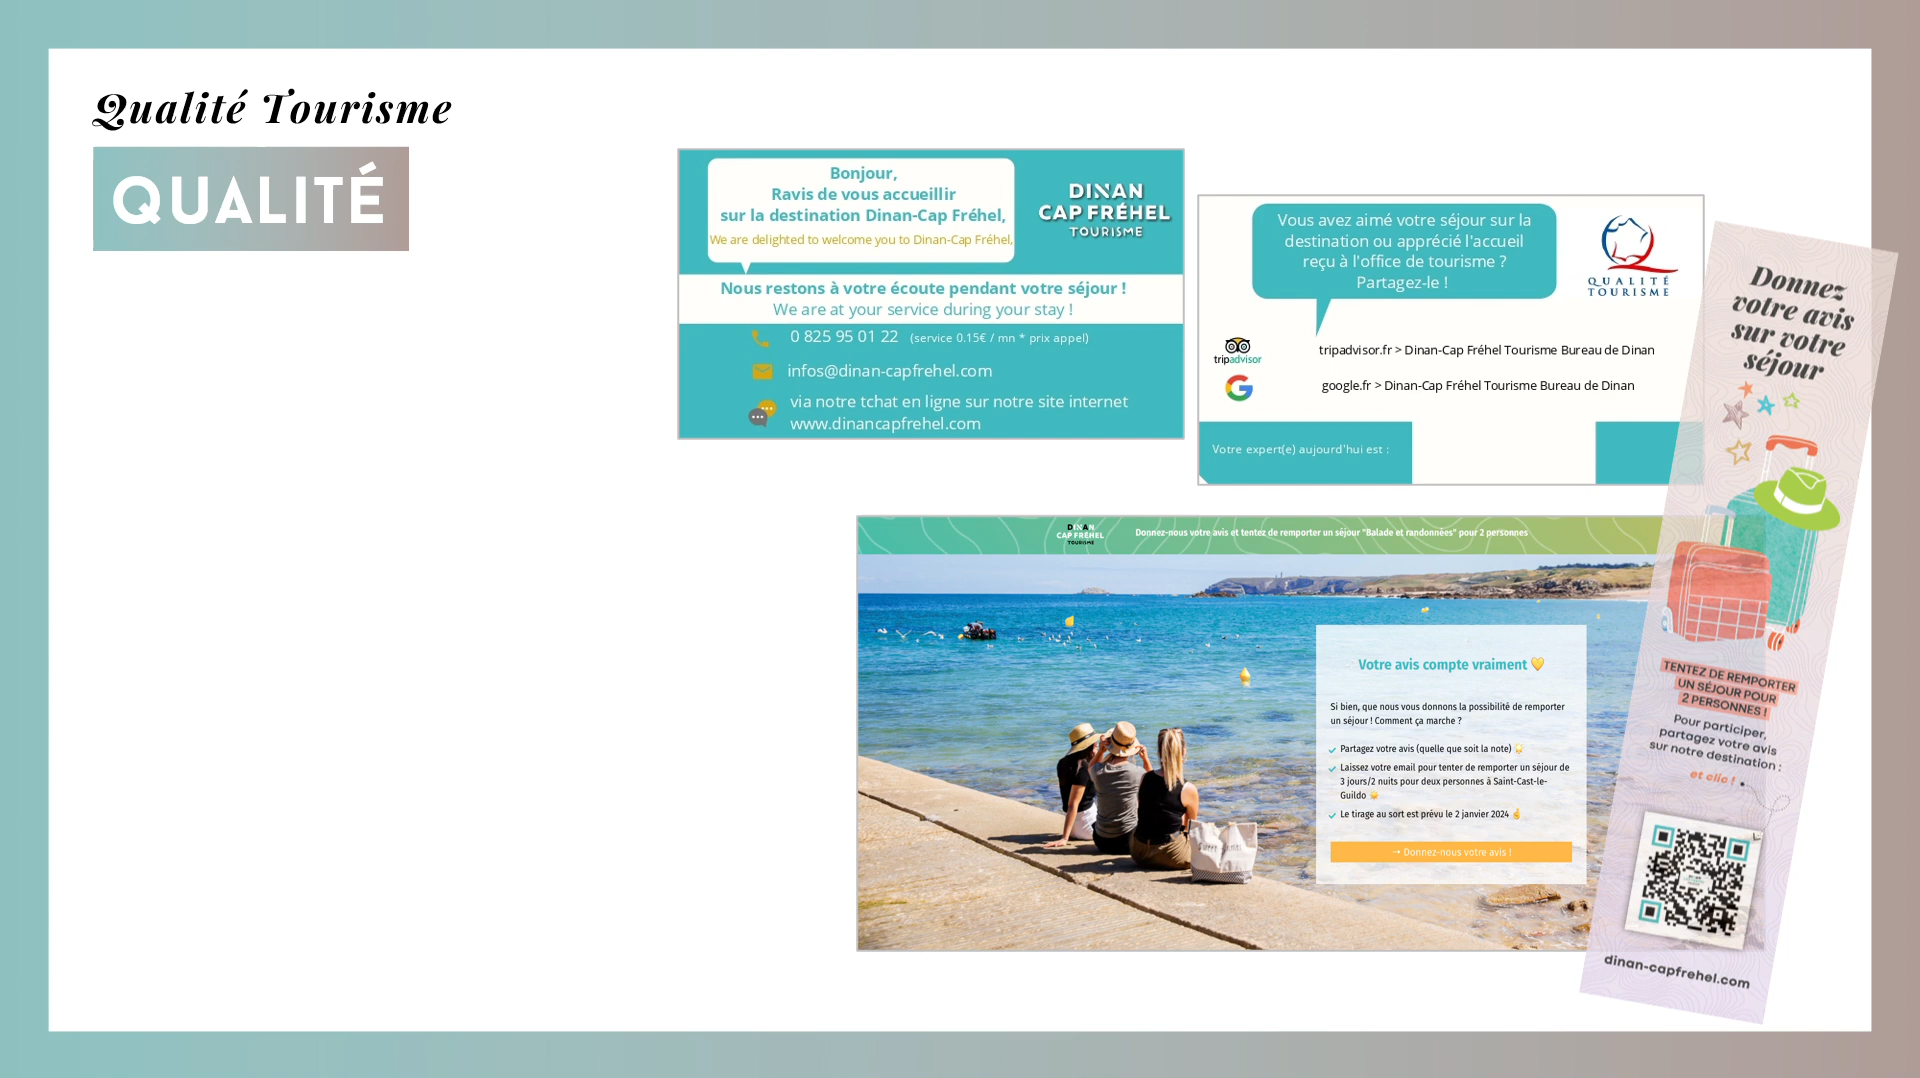 Qualité Tourisme
QUALITÉ
Bonjour,
Ravis de vous accueillir
sur la destination Dinan-Cap Fréhel,
We are delighted to welcome you to Dinan-Cap Fréhel,
DINAN
CAP FRÉHEL
TOURISME
Nous restons à votre écoute pendant votre séjour !
We are at your service during your stay !
0 825 95 01 22 (service 0.15€ / mn * prix appel)
infos@dinan-capfrehel.com
via notre tchat en ligne sur notre site internet
www.dinancapfrehel.com
Vous avez aimé votre séjour sur la
destination ou apprécié l'accueil
reçu à l'office de tourisme ?
Partagez-le !
QUALITÉ
TOURISME
tripadvisor
tripadvisor.fr > Dinan-Cap Fréhel Tourisme Bureau de Dinan
google.fr > Dinan-Cap Fréhel Tourisme Bureau de Dinan
Votre expert(e) aujourd'hui est :
DINAN
CAP FRÉHEL
TOURISME
Donnez-nous votre avis et tentez de remporter un séjour "Balade et randonnées" pour 2 personnes
Votre avis compte vraiment
Si bien, que nous vous donnons la possibilité de remporter
un séjour ! Comment ça marche ?
Partagez votre avis (quelle que soit la note)
Laissez votre email pour tenter de remporter un séjour de
3 jours/2 nuits pour deux personnes à Saint-Cast-le-
Guildo
Le tirage au sort est prévu le 2 janvier 2024
→ Donnez-nous votre avis !
Donnez
votre avis
sur votre
séjour
TENTEZ DE REMPORTER
UN SÉJOUR POUR
2 PERSONNES !
Pour participer,
partagez votre avis
sur notre destination :
et clic !
dinan-capfrehel.com